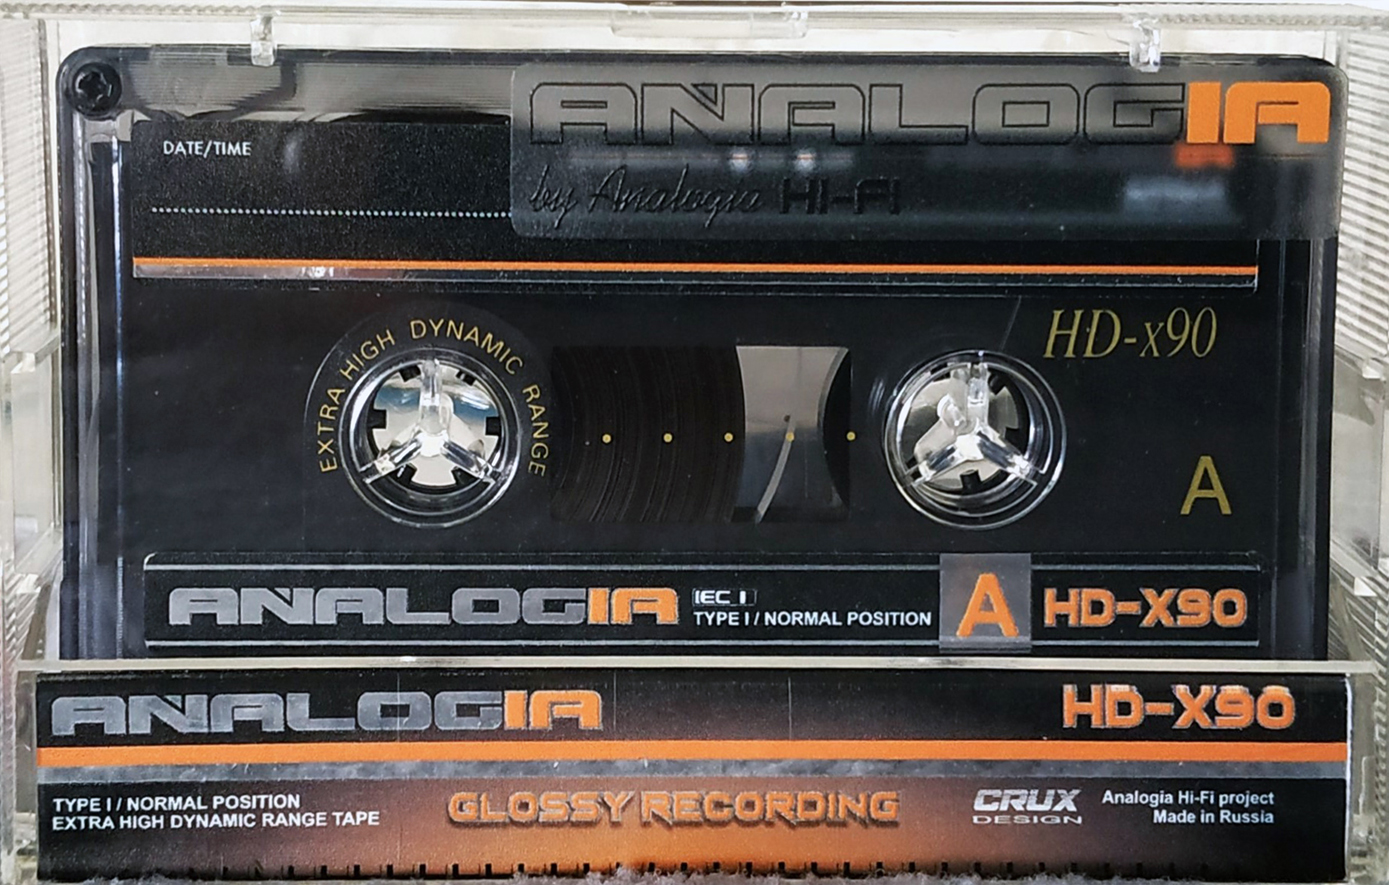 ANALOGIA
by Analogia HI-FI
DATE/TIME
HD-x90
EXTRA HIGH DYNAMIC RANGE
A
ANALOGIA
IEC I
TYPE I / NORMAL POSITION
A
HD-X90
ANALOGIA
HD-X90
TYPE I / NORMAL POSITION
EXTRA HIGH DYNAMIC RANGE TAPE
GLOSSY RECORDING
CRUX
DESIGN
Analogia Hi-Fi project
Made in Russia